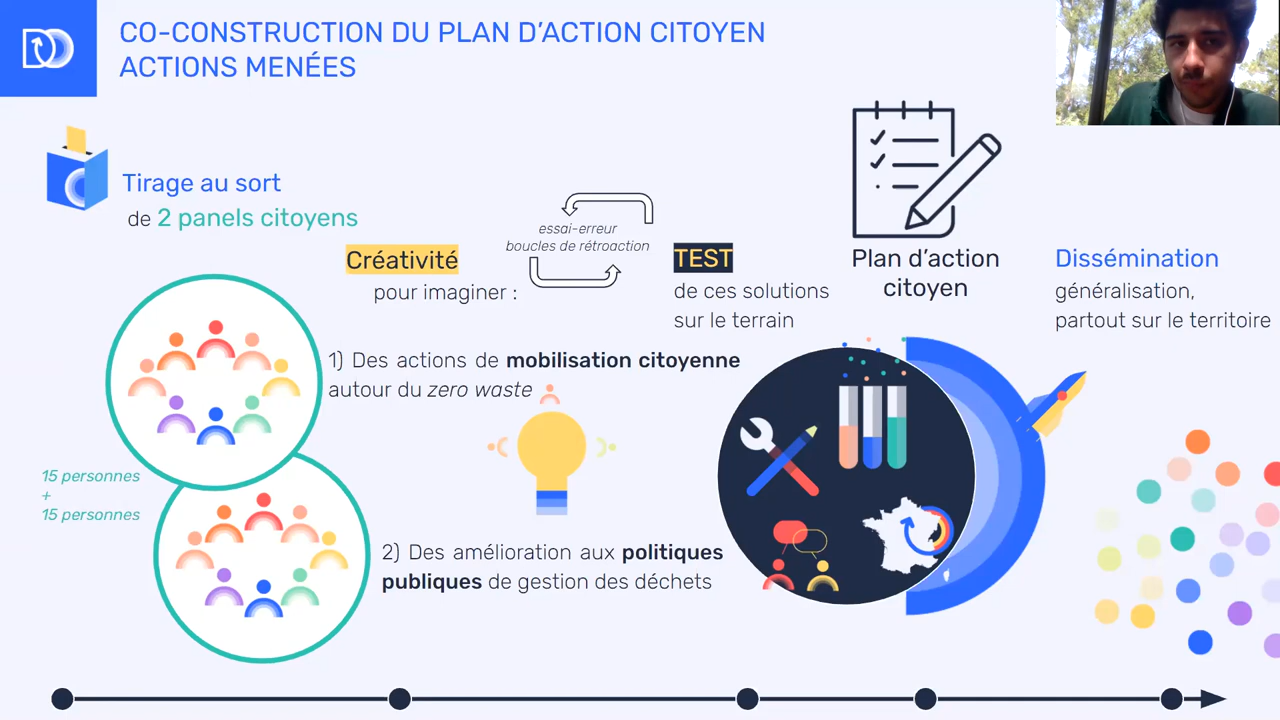 CO-CONSTRUCTION DU PLAN D'ACTION CITOYEN
ACTIONS MENÉES
Tirage au sort
de 2 panels citoyens
15 personnes
+
15 personnes
Créativité
pour imaginer :
essai-erreur
boucles de rétroaction
TEST
de ces solutions
sur le terrain
1) Des actions de mobilisation citoyenne
autour du zero waste
2) Des amélioration aux politiques
publiques de gestion des déchets
Plan d'action
citoyen
Dissémination
généralisation,
partout sur le territoire